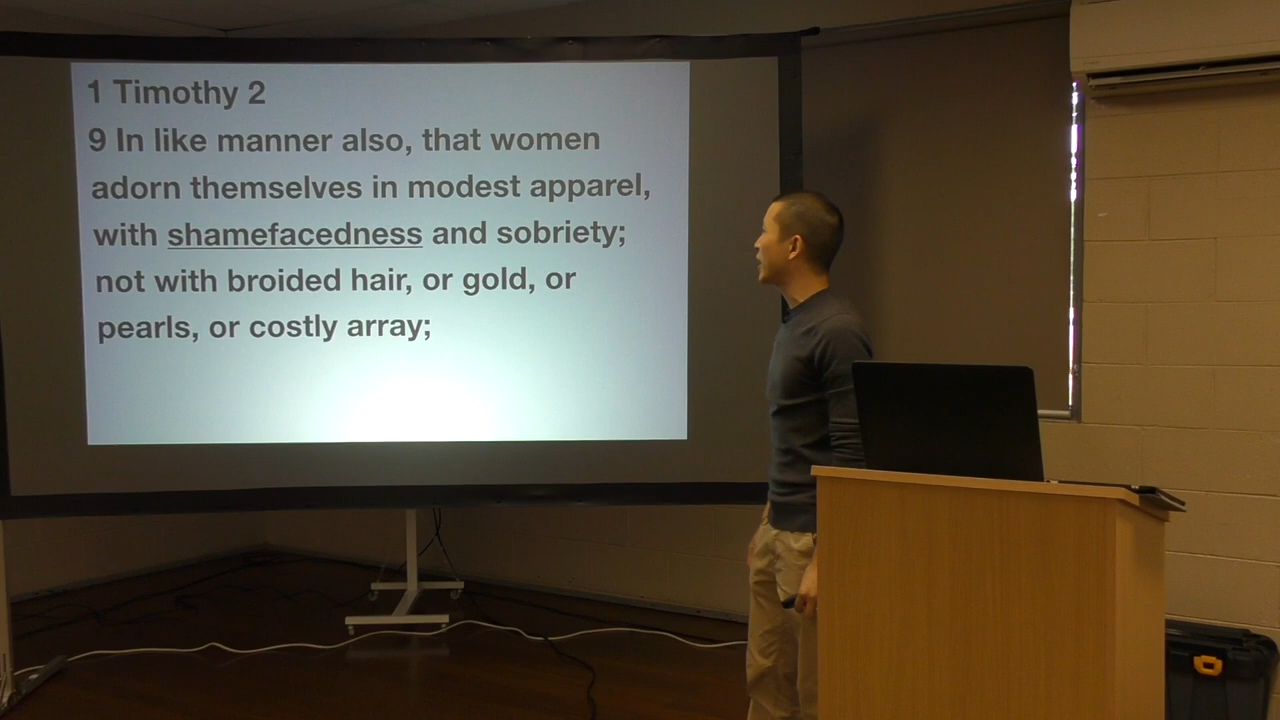 1 Timothy 2
9 In like manner also, that women
adorn themselves in modest apparel,
with shamefacedness and sobriety;
not with broided hair, or gold, or
pearls, or costly array;